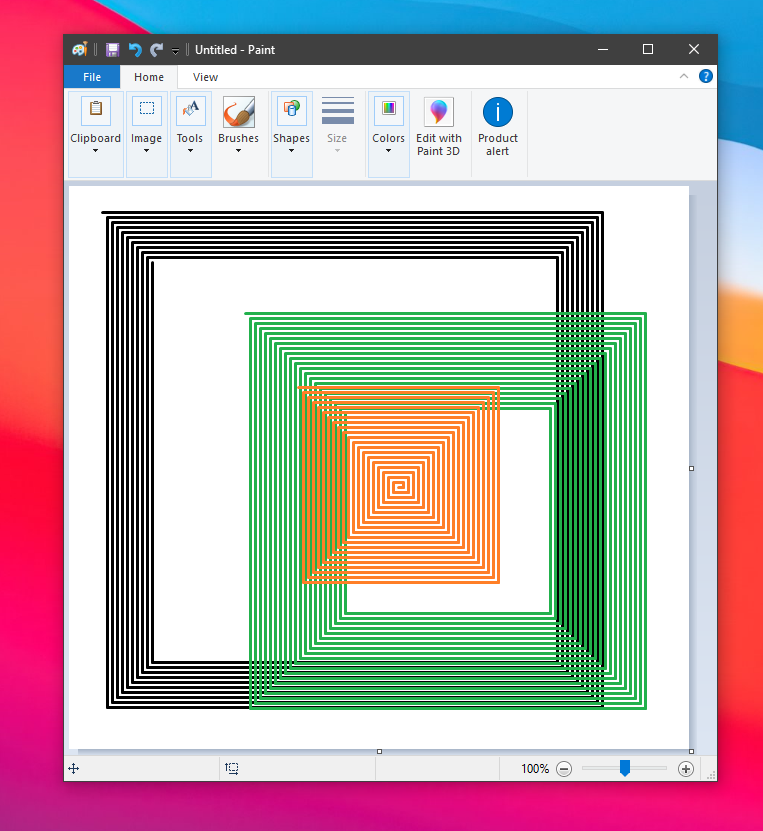 Untitled - Paint
File
Home
View
Clipboard
Image
Tools
Brushes
Shapes
Size
Colors
Edit with
Paint 3D
Product
alert
100%